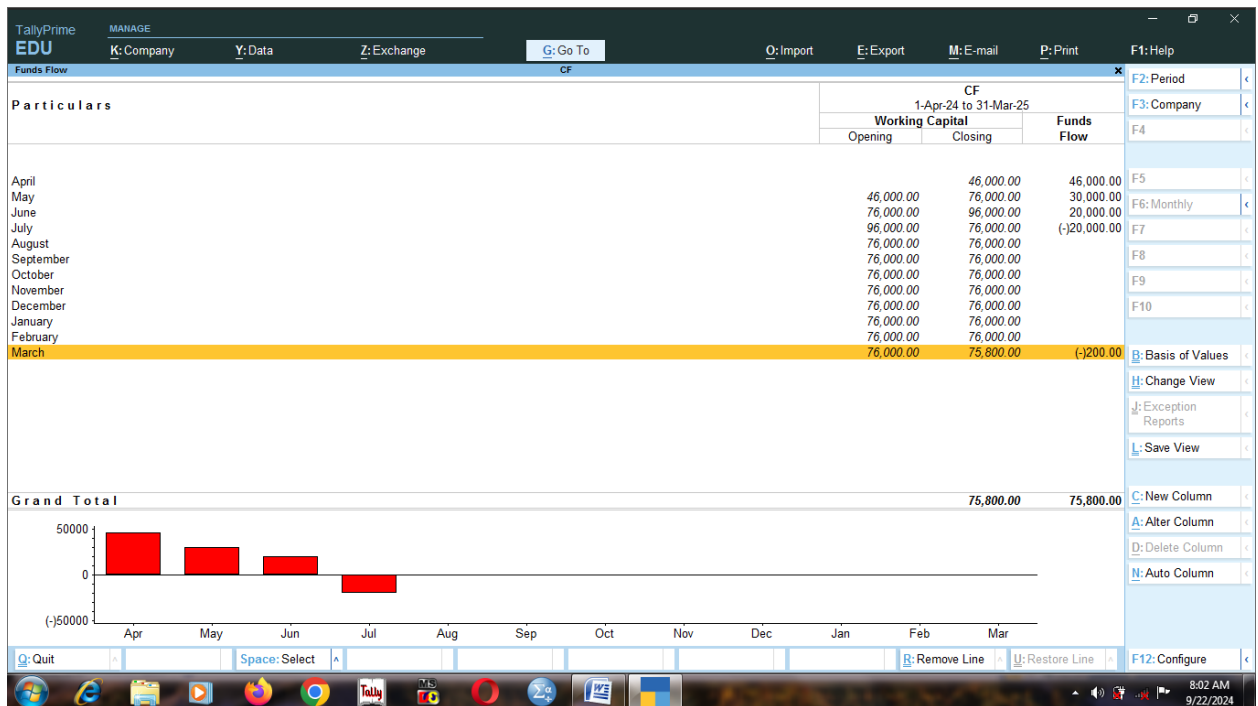 TallyPrime
EDU
MANAGE
K: Company Y: Data Z: Exchange G: Go To O: Import E: Export M: E-mail P: Print F1: Help
Funds Flow CF
Particulars
CF
1-Apr-24 to 31-Mar-25
Working Capital Funds
Opening Closing Flow
April 46,000.00 46,000.00
May 46,000.00 76,000.00 30,000.00
June 76,000.00 96,000.00 20,000.00
July 96,000.00 76,000.00 (-)20,000.00
August 76,000.00 76,000.00
September 76,000.00 76,000.00
October 76,000.00 76,000.00
November 76,000.00 76,000.00
December 76,000.00 76,000.00
January 76,000.00 76,000.00
February 76,000.00 76,000.00
March 76,000.00 75,800.00 (-)200.00
Grand Total 75,800.00 75,800.00
50000
0
(-)50000
Apr May Jun Jul Aug Sep Oct Nov Dec Jan Feb Mar
F2: Period
F3: Company
F4
F5
F6: Monthly
F7
F8
F9
F10
B: Basis of Values
H: Change View
J: Exception
Reports
L: Save View
C: New Column
A: Alter Column
D: Delete Column
N: Auto Column
Q: Quit Space: Select R: Remove Line U: Restore Line F12: Configure
Tally
MS
TC
Σα
W
8:02 AM
9/22/2024